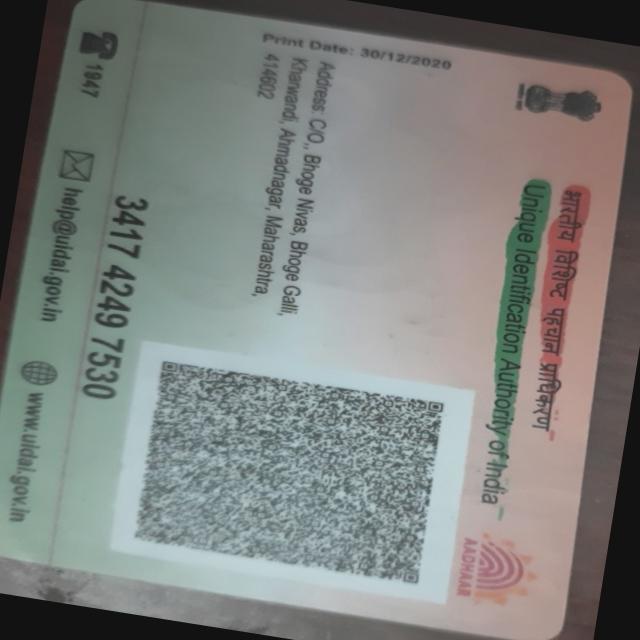 भारतीय विशिष्ट पहचान प्राधिकरण
Unique Identification Authority of India
AADHAAR
Print Date: 30/12/2020
Address: C/O , Bhoge Nivas, Bhoge Galli,
Kharwandi, Ahmadnagar, Maharashtra,
414602
3417 4249 7530
1947
help@uidai.gov.in
www.uidai.gov.in